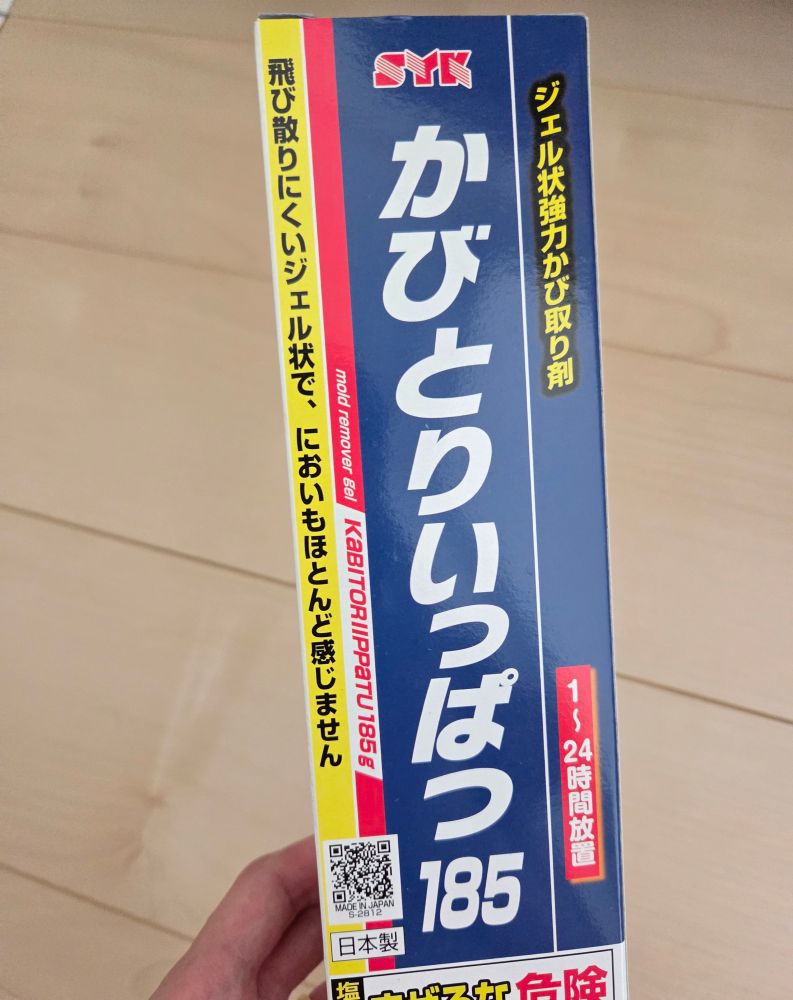 SYK
ジェル状強力かび取り剤
かびとりいっぱつ185
飛び散りにくいジェル状で、においもほとんど感じません
mold remover gel KABITORIIPPATU 185g
1〜24時間放置
MADE IN JAPAN
S-2812
日本製
塩
まぜるな
危険